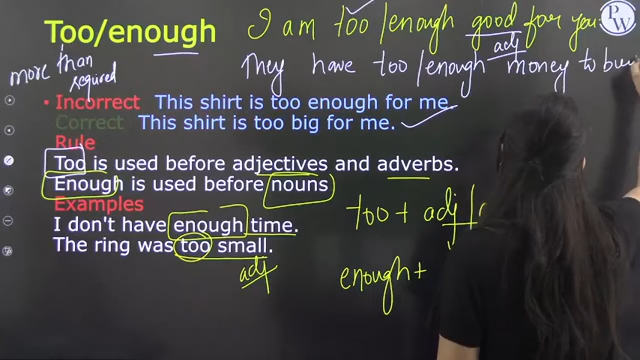 Too/enough
I am too/enough good for you.
adj
They have too/enough money to buy
more than
required
• Incorrect This shirt is too enough for me.
Correct This shirt is too big for me.
Rule
Too is used before adjectives and adverbs.
Enough is used before nouns
Examples
I don't have enough time.
The ring was too small.
adj
too + adj/
enough +
PW